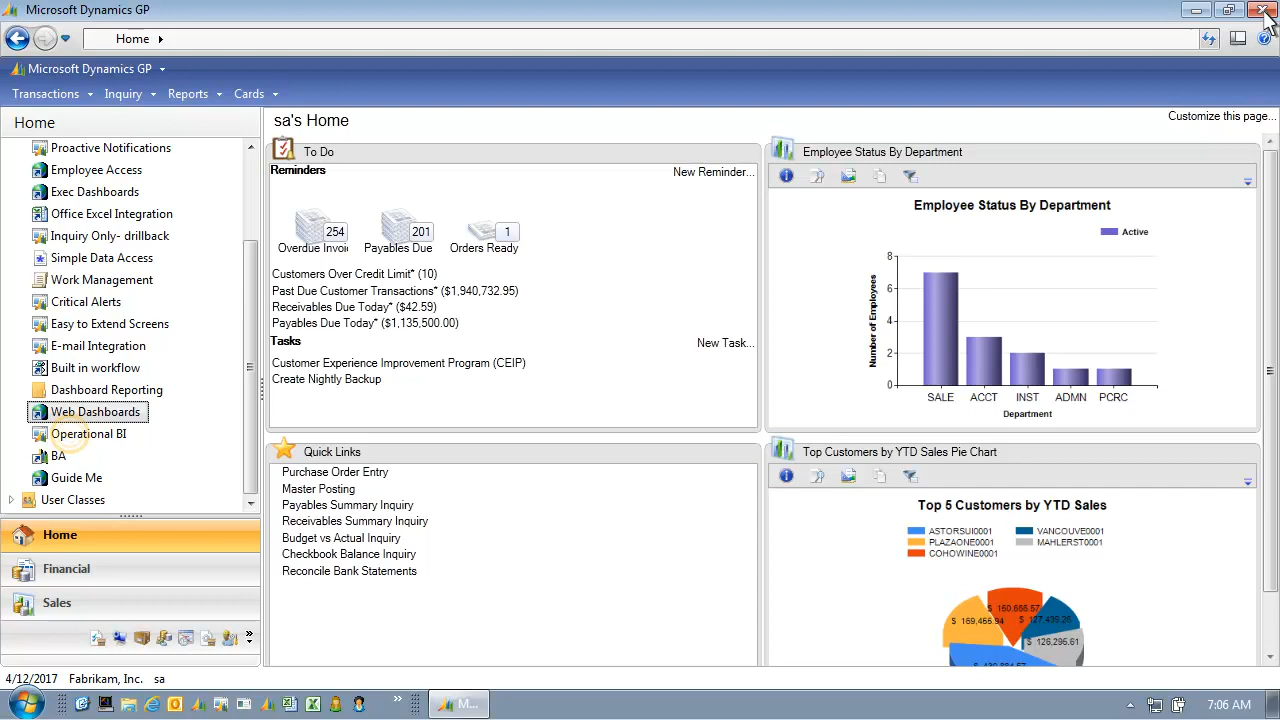 Microsoft Dynamics GP
Home
Microsoft Dynamics GP
Transactions Inquiry Reports Cards
Home
Proactive Notifications
Employee Access
Exec Dashboards
Office Excel Integration
Inquiry Only- drillback
Simple Data Access
Work Management
Critical Alerts
Easy to Extend Screens
E-mail Integration
Built in workflow
Dashboard Reporting
Web Dashboards
Operational BI
BA
Guide Me
User Classes
Home
Financial
Sales
sa's Home
Customize this page...
To Do
Reminders
New Reminder...
254 201 1
Overdue Invoi Payables Due Orders Ready
Customers Over Credit Limit* (10)
Past Due Customer Transactions* ($1,940,732.95)
Receivables Due Today* ($42.59)
Payables Due Today* ($1,135,500.00)
Tasks
New Task...
Customer Experience Improvement Program (CEIP)
Create Nightly Backup
Quick Links
Purchase Order Entry
Master Posting
Payables Summary Inquiry
Receivables Summary Inquiry
Budget vs Actual Inquiry
Checkbook Balance Inquiry
Reconcile Bank Statements
Employee Status By Department
Employee Status By Department
Active
Number of Employees
8
6
4
2
0
SALE ACCT INST ADMN PCRC
Department
Top Customers by YTD Sales Pie Chart
Top 5 Customers by YTD Sales
ASTORSUI0001 VANCOUVE0001
PLAZAONE0001 MAHLERST0001
COHOWINE0001
$ 169,455.94
$ 127,439.26
$ 126,295.61
4/12/2017 Fabrikam, Inc. sa
M...
7:06 AM